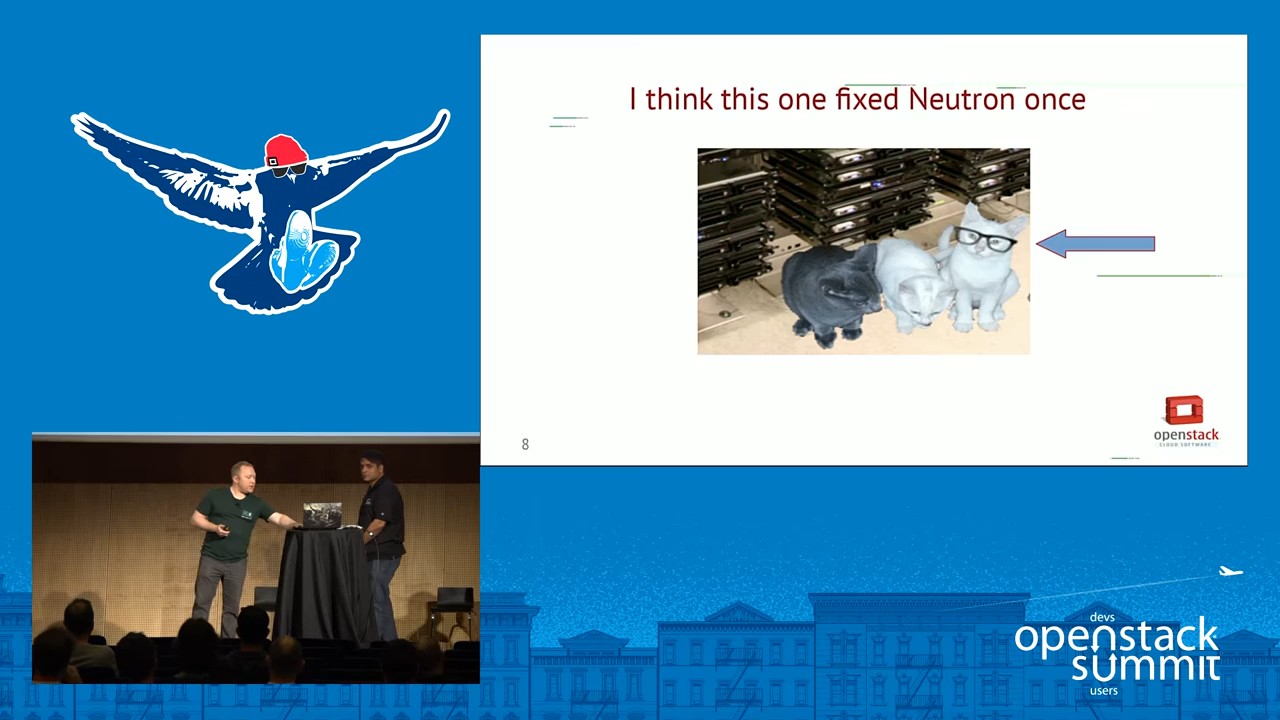 I think this one fixed Neutron once
openstack
CLOUD SOFTWARE
8
devs
openstack
summit
users